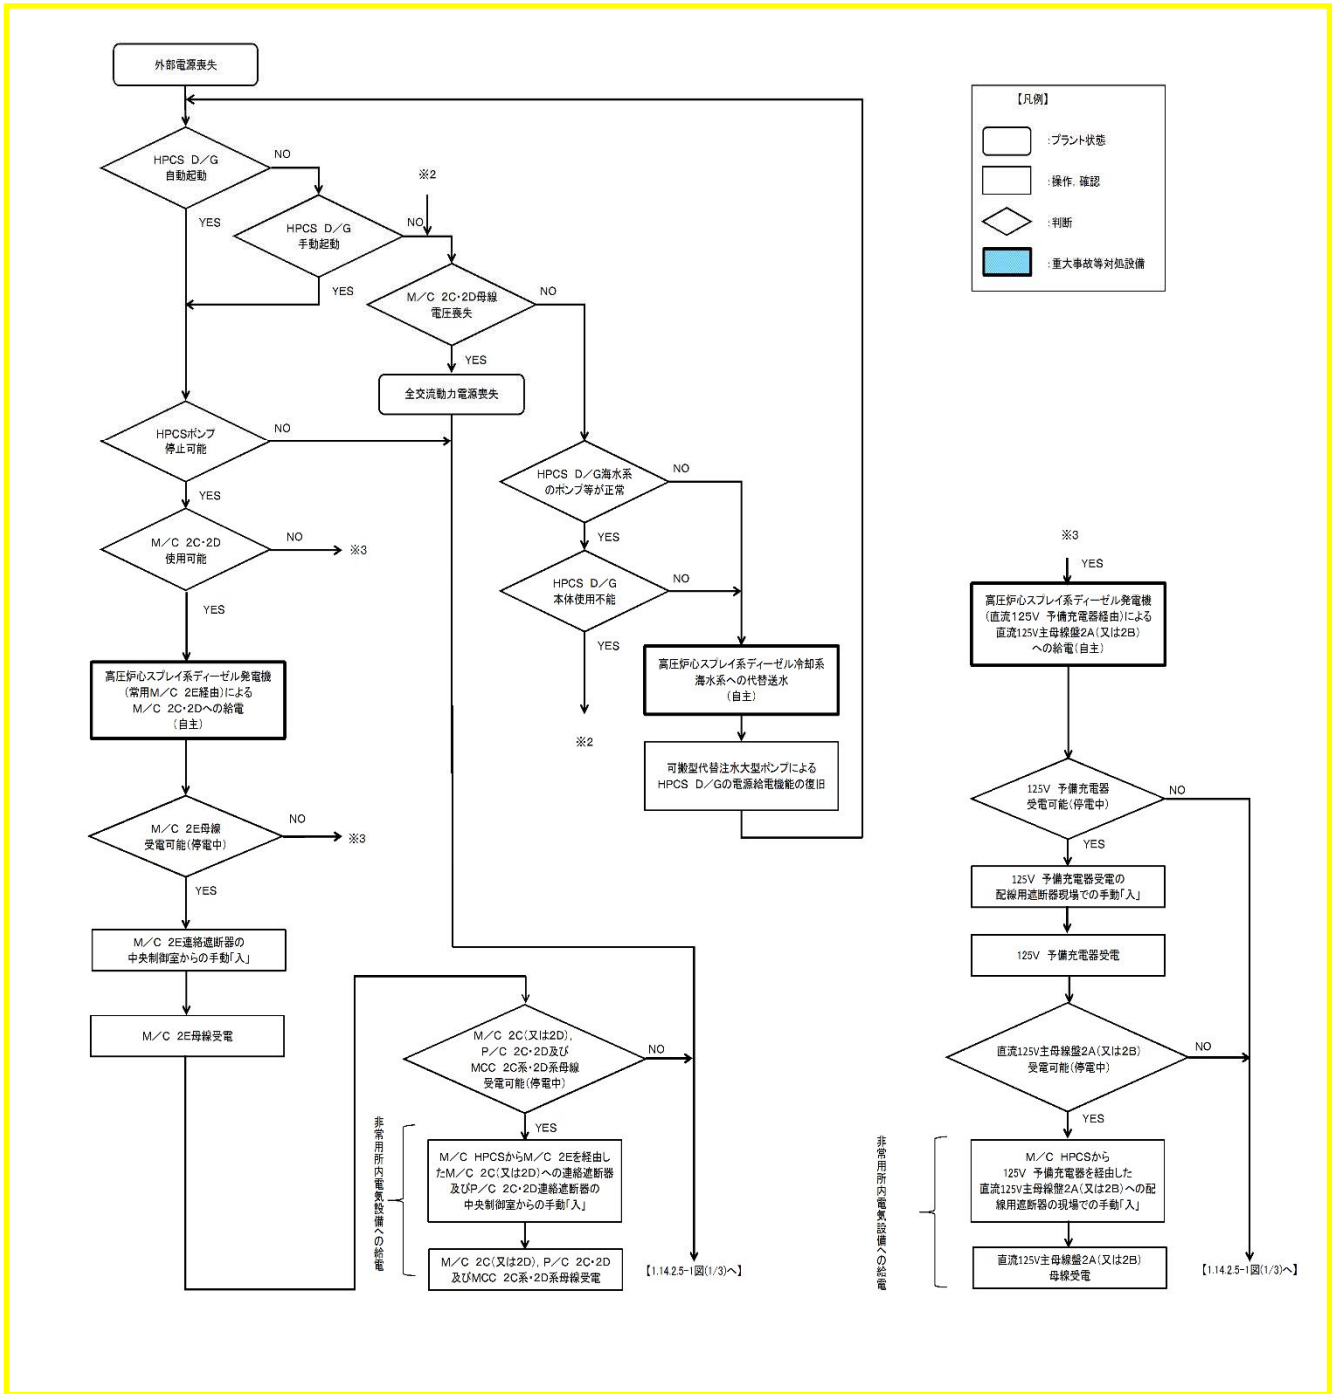 外部電源喪失
HPCS D/G
自動起動
NO
YES
HPCS D/G
手動起動
NO
YES
※2
M/C 2C・2D母線
電圧喪失
NO
YES
全交流動力電源喪失
HPCSポンプ
停止可能
NO
YES
M/C 2C・2D
使用可能
NO
※3
YES
高圧炉心スプレイ系ディーゼル発電機
(常用M/C 2E経由)による
M/C 2C・2Dへの給電
(自主)
M/C 2E母線
受電可能(停電中)
NO
※3
YES
M/C 2E連絡遮断器の
中央制御室からの手動「入」
M/C 2E母線受電
HPCS D/G海水系
のポンプ等が正常
NO
YES
HPCS D/G
本体使用不能
NO
YES
※2
高圧炉心スプレイ系ディーゼル冷却系
海水系への代替送水
(自主)
可搬型代替注水大型ポンプによる
HPCS D/Gの電源給電機能の復旧
M/C 2C(又は2D),
P/C 2C・2D及び
MCC 2C系・2D系母線
受電可能(停電中)
NO
YES
非常用所内電気設備への給電
M/C HPCSからM/C 2Eを経由し
たM/C 2C(又は2D)への連絡遮断器
及びP/C 2C・2D連絡遮断器の
中央制御室からの手動「入」
M/C 2C(又は2D), P/C 2C・2D
及びMCC 2C系・2D系母線受電
【1.14.2.5-1図(1/3)へ】
【凡例】
:プラント状態
:操作, 確認
:判断
:重大事故等対処設備
※3
YES
高圧炉心スプレイ系ディーゼル発電機
(直流125V 予備充電器経由)による
直流125V主母線盤2A(又は2B)
への給電(自主)
125V 予備充電器
受電可能(停電中)
NO
YES
125V 予備充電器受電の
配線用遮断器現場での手動「入」
125V 予備充電器受電
直流125V主母線盤2A(又は2B)
受電可能(停電中)
NO
YES
非常用所内電気設備への給電
M/C HPCSから
125V 予備充電器を経由した
直流125V主母線盤2A(又は2B)への配
線用遮断器の現場での手動「入」
直流125V主母線盤2A(又は2B)
母線受電
【1.14.2.5-1図(1/3)へ】